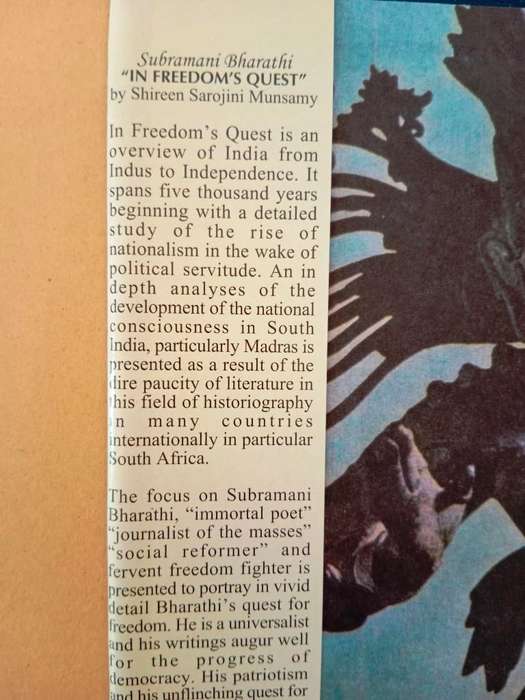 Subramani Bharathi
"IN FREEDOM'S QUEST"
by Shireen Sarojini Munsamy
In Freedom's Quest is an
overview of India from
Indus to Independence. It
spans five thousand years
beginning with a detailed
study of the rise of
nationalism in the wake of
political servitude. An in
depth analyses of the
development of the national
consciousness in South
India, particularly Madras is
presented as a result of the
dire paucity of literature in
this field of historiography
in many countries
internationally in particular
South Africa.
The focus on Subramani
Bharathi, "immortal poet"
"journalist of the masses"
"social reformer" and
fervent freedom fighter is
presented to portray in vivid
detail Bharathi's quest for
freedom. He is a universalist
and his writings augur well
for the progress of
democracy. His patriotism
and his unflinching quest for